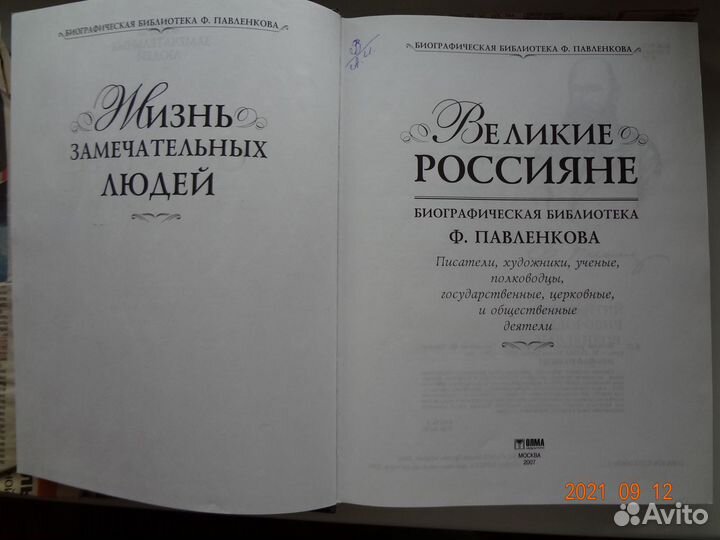 БИОГРАФИЧЕСКАЯ БИБЛИОТЕКА Ф. ПАВЛЕНКОВА
Жизнь
ЗАМЕЧАТЕЛЬНЫХ
ЛЮДЕЙ
БИОГРАФИЧЕСКАЯ БИБЛИОТЕКА Ф. ПАВЛЕНКОВА
ВЕЛИКИЕ
РОССИЯНЕ
БИОГРАФИЧЕСКАЯ БИБЛИОТЕКА
Ф. ПАВЛЕНКОВА
Писатели, художники, ученые,
полководцы,
государственные, церковные,
и общественные
деятели
ОЛМА
МОСКВА
2007
2021 09 12
Avito